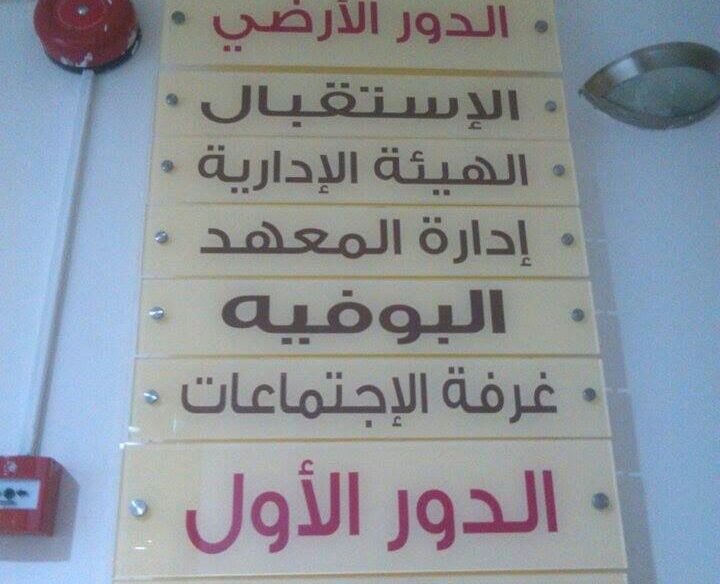 الدور الأرضي
الإستقبال
الهيئة الإدارية
إدارة المعهد
البوفيه
غرفة الإجتماعات
الدور الأول